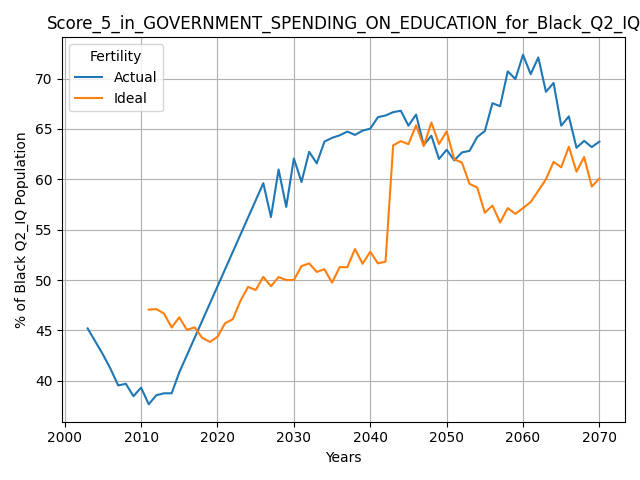 Score_5_in_GOVERNMENT_SPENDING_ON_EDUCATION_for_Black_Q2_IQ
Fertility
Actual
Ideal
% of Black Q2_IQ Population
70
65
60
55
50
45
40
2000 2010 2020 2030 2040 2050 2060 2070
Years